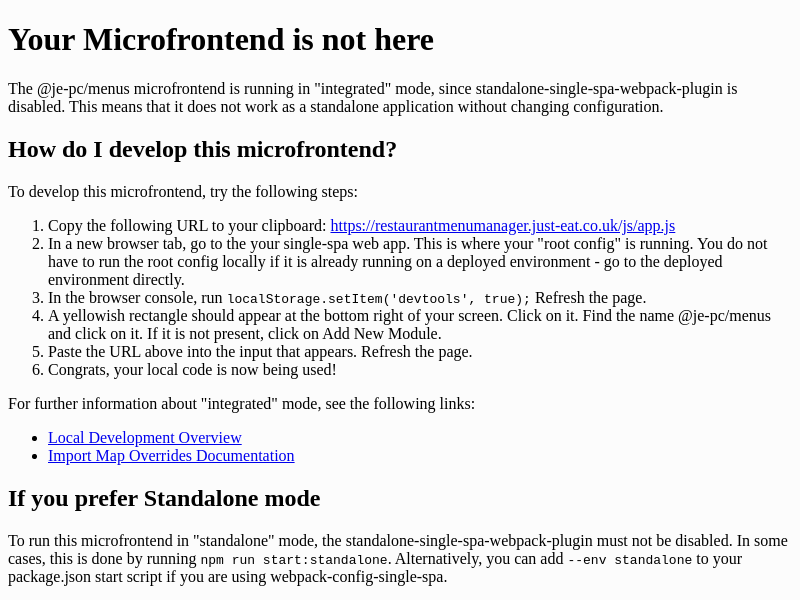 Your Microfrontend is not here
The @je-pc/menus microfrontend is running in "integrated" mode, since standalone-single-spa-webpack-plugin is
disabled. This means that it does not work as a standalone application without changing configuration.
How do I develop this microfrontend?
To develop this microfrontend, try the following steps:
1. Copy the following URL to your clipboard: https://restaurantmenumanager.just-eat.co.uk/js/app.js
2. In a new browser tab, go to the your single-spa web app. This is where your "root config" is running. You do not
have to run the root config locally if it is already running on a deployed environment - go to the deployed
environment directly.
3. In the browser console, run localStorage.setItem('devtools', true); Refresh the page.
4. A yellowish rectangle should appear at the bottom right of your screen. Click on it. Find the name @je-pc/menus
and click on it. If it is not present, click on Add New Module.
5. Paste the URL above into the input that appears. Refresh the page.
6. Congrats, your local code is now being used!
For further information about "integrated" mode, see the following links:
• Local Development Overview
• Import Map Overrides Documentation
If you prefer Standalone mode
To run this microfrontend in "standalone" mode, the standalone-single-spa-webpack-plugin must not be disabled. In some
cases, this is done by running npm run start:standalone. Alternatively, you can add --env standalone to your
package.json start script if you are using webpack-config-single-spa.